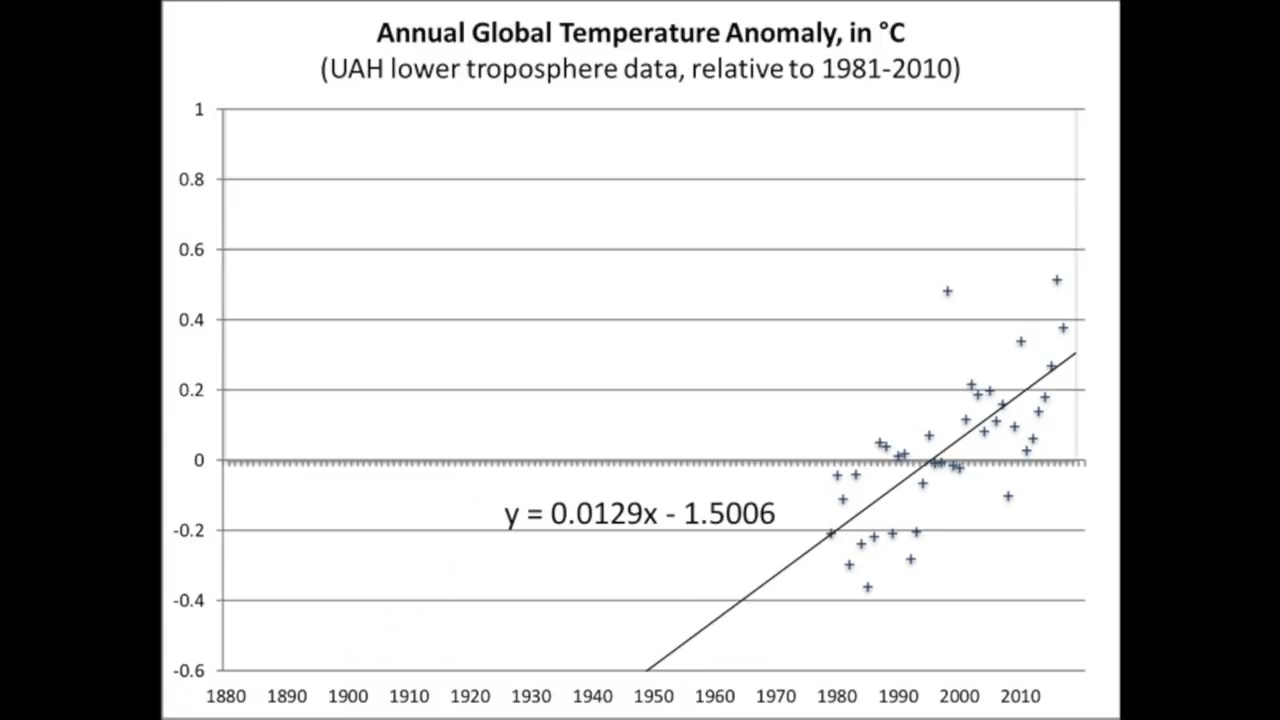 Annual Global Temperature Anomaly, in °C
(UAH lower troposphere data, relative to 1981-2010)
1
0.8
0.6
0.4
0.2
0
-0.2
-0.4
-0.6
y = 0.0129x - 1.5006
1880 1890 1900 1910 1920 1930 1940 1950 1960 1970 1980 1990 2000 2010